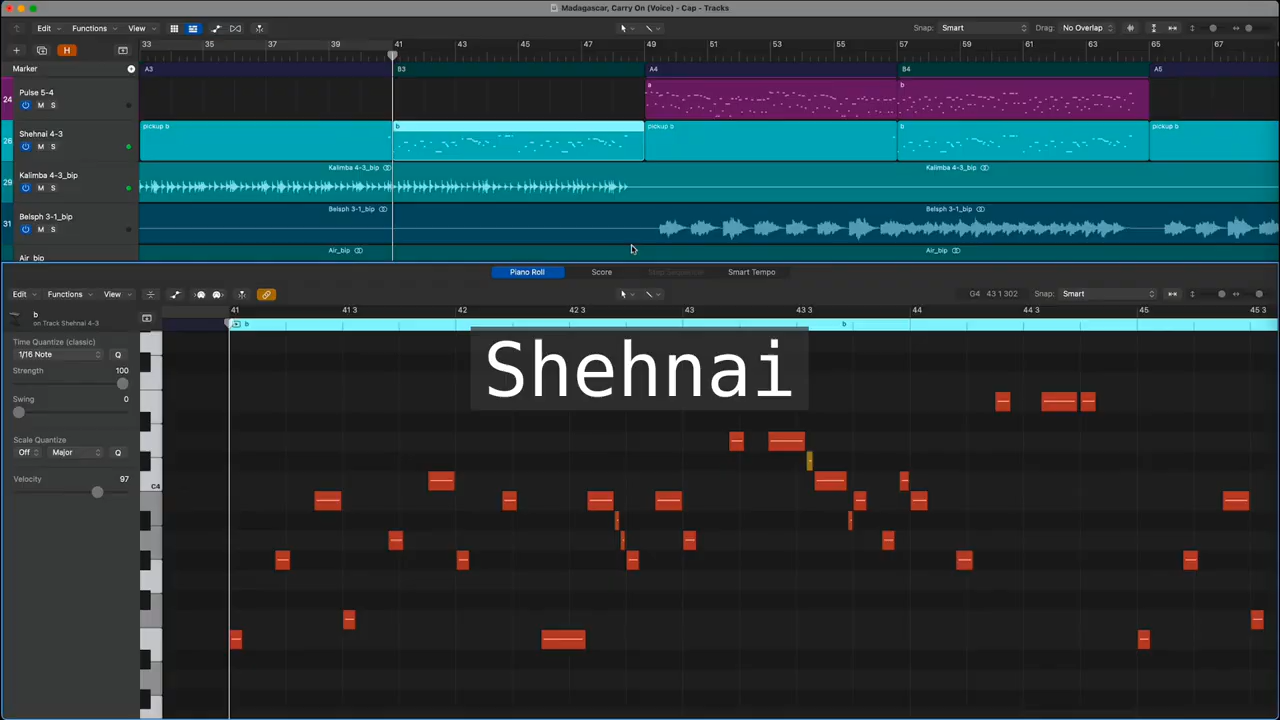 Madagascar, Carry On (Voice) - Cap - Tracks
Edit Functions View Snap: Smart Drag: No Overlap
H 33 35 37 39 41 43 45 47 49 51 53 55 57 59 61 63 65 67
Marker A3 B3 A4 B4 A5
24 Pulse 5-4 a b
M S
26 Shehnai 4-3 pickup b b pickup b b pickup b
M S
29 Kalimba 4-3_bip Kalimba 4-3_bip Kalimba 4-3_bip
M S
31 Belsph 3-1_bip Belsph 3-1_bip Belsph 3-1_bip
M S
Air_bip Air_bip Air_bip
Piano Roll Score Step Sequencer Smart Tempo
Edit Functions View G4 43 1 302 Snap: Smart
b 41 41 3 42 42 3 43 43 3 44 44 3 45 45 3
on Track Shehnai 4-3 b b
Time Quantize (classic)
1/16 Note Q
Strength 100
Swing 0
Scale Quantize
Off Major Q
Velocity 97
C4
Shehnai